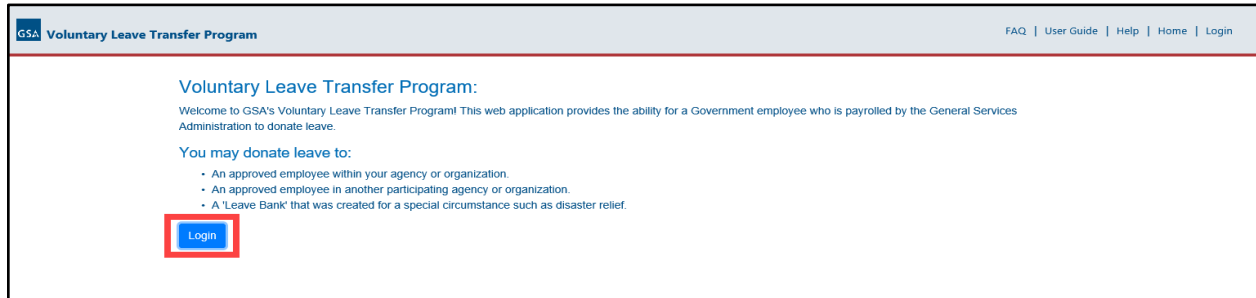 GSA Voluntary Leave Transfer Program
FAQ | User Guide | Help | Home | Login
Voluntary Leave Transfer Program:
Welcome to GSA's Voluntary Leave Transfer Program! This web application provides the ability for a Government employee who is payrolled by the General Services
Administration to donate leave.
You may donate leave to:
• An approved employee within your agency or organization.
• An approved employee in another participating agency or organization.
• A 'Leave Bank' that was created for a special circumstance such as disaster relief.
Login